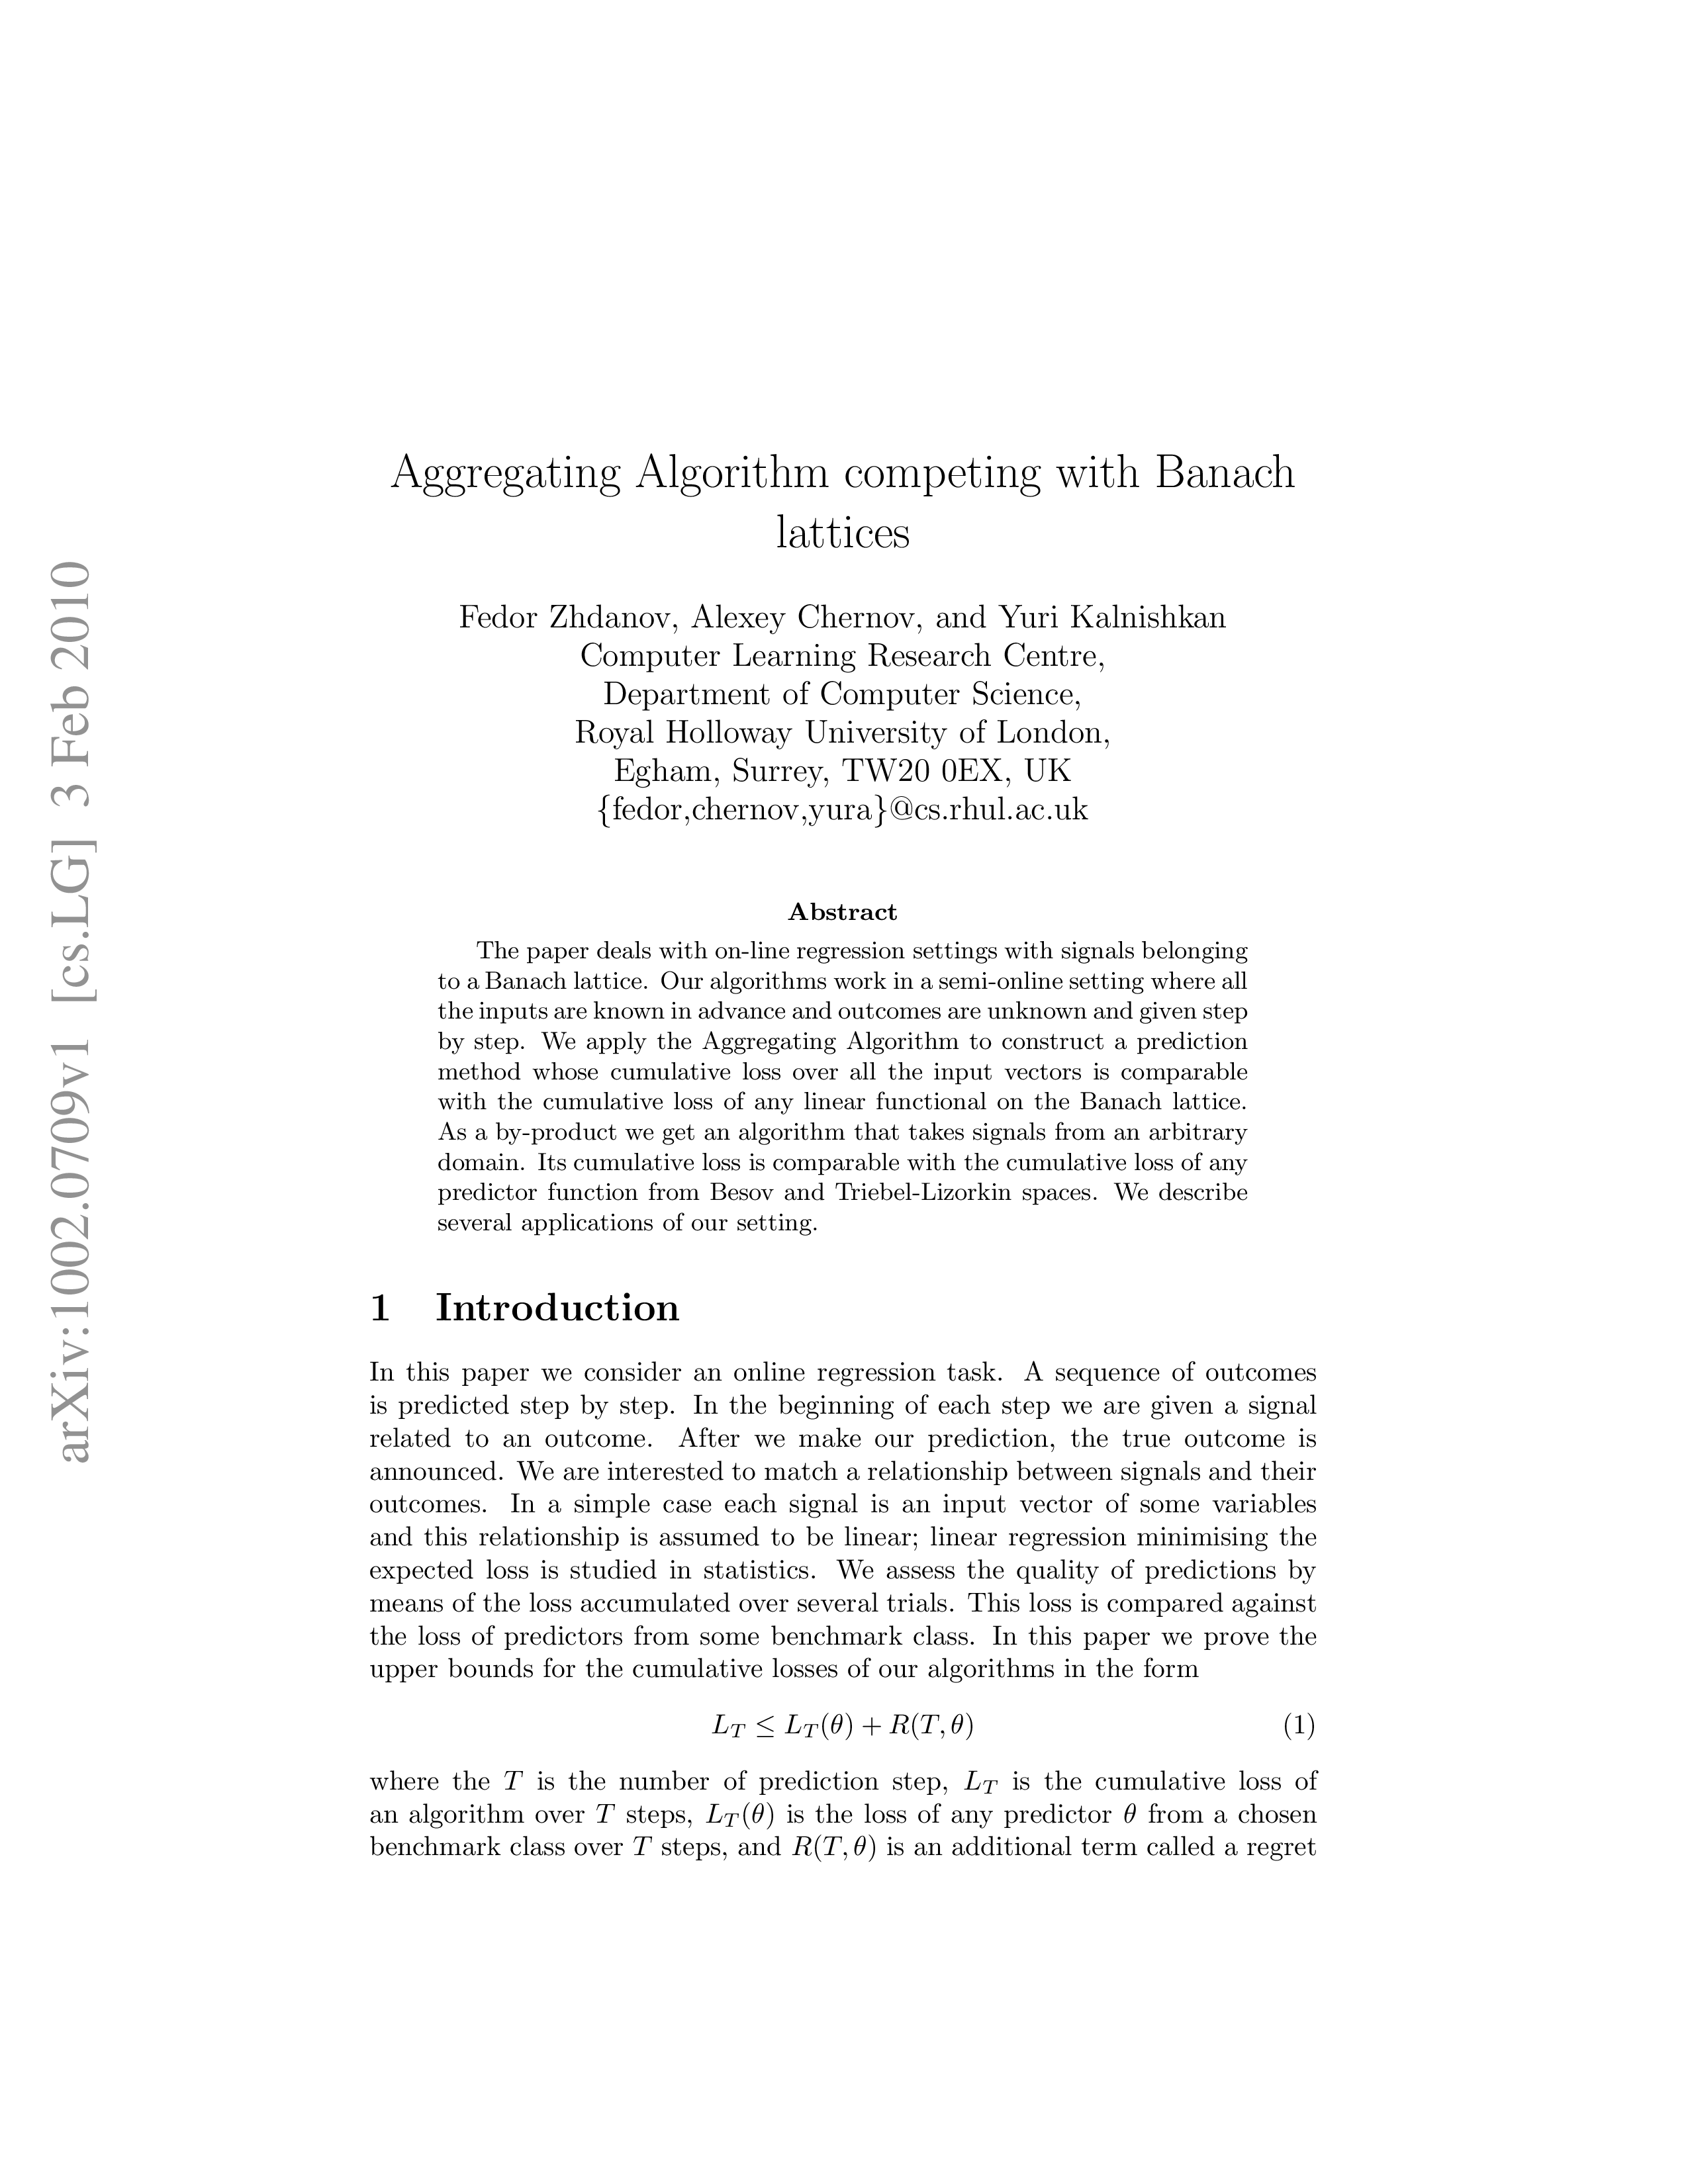 arXiv:1002.0709v1 [cs.LG] 3 Feb 2010
Aggregating Algorithm competing with Banach
lattices
Fedor Zhdanov, Alexey Chernov, and Yuri Kalnishkan
Computer Learning Research Centre,
Department of Computer Science,
Royal Holloway University of London,
Egham, Surrey, TW20 0EX, UK
{fedor,chernov,yura}@cs.rhul.ac.uk
Abstract
The paper deals with on-line regression settings with signals belonging
to a Banach lattice. Our algorithms work in a semi-online setting where all
the inputs are known in advance and outcomes are unknown and given step
by step. We apply the Aggregating Algorithm to construct a prediction
method whose cumulative loss over all the input vectors is comparable
with the cumulative loss of any linear functional on the Banach lattice.
As a by-product we get an algorithm that takes signals from an arbitrary
domain. Its cumulative loss is comparable with the cumulative loss of any
predictor function from Besov and Triebel-Lizorkin spaces. We describe
several applications of our setting.
1 Introduction
In this paper we consider an online regression task. A sequence of outcomes
is predicted step by step. In the beginning of each step we are given a signal
related to an outcome. After we make our prediction, the true outcome is
announced. We are interested to match a relationship between signals and their
outcomes. In a simple case each signal is an input vector of some variables
and this relationship is assumed to be linear; linear regression minimising the
expected loss is studied in statistics. We assess the quality of predictions by
means of the loss accumulated over several trials. This loss is compared against
the loss of predictors from some benchmark class. In this paper we prove the
upper bounds for the cumulative losses of our algorithms in the form
L_T ≤ L_T(θ) + R(T, θ) (1)
where the T is the number of prediction step, L_T is the cumulative loss of
an algorithm over T steps, L_T(θ) is the loss of any predictor θ from a chosen
benchmark class over T steps, and R(T, θ) is an additional term called a regret